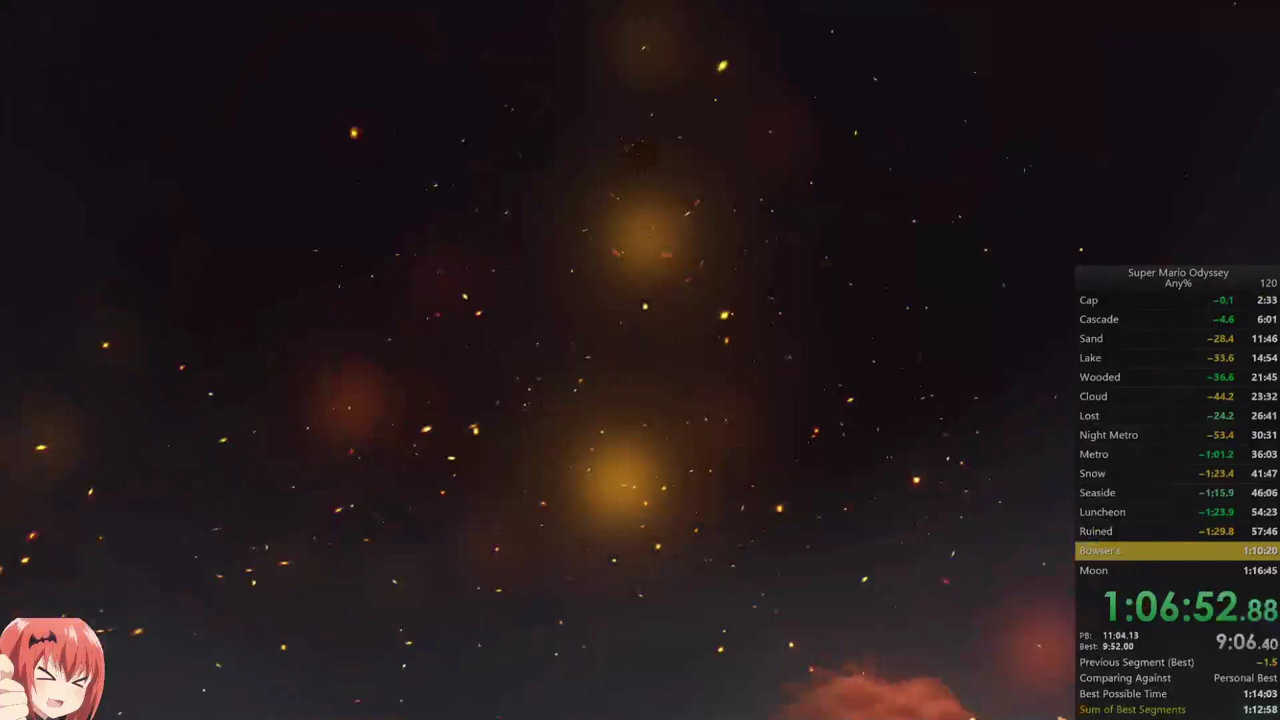 Super Mario Odyssey
Any% 120
Cap −0.1 2:33
Cascade −4.6 6:01
Sand −28.4 11:46
Lake −33.6 14:54
Wooded −36.6 21:45
Cloud −44.2 23:32
Lost −24.2 26:41
Night Metro −53.4 30:31
Metro −1:01.2 36:03
Snow −1:23.4 41:47
Seaside −1:15.9 46:06
Luncheon −1:23.9 54:23
Ruined −1:29.8 57:46
Bowser's 1:10:20
Moon 1:16:45
1:06:52.88
PB: 11:04.13
Best: 9:52.00 9:06.40
Previous Segment (Best) −1.5
Comparing Against Personal Best
Best Possible Time 1:14:03
Sum of Best Segments 1:12:58